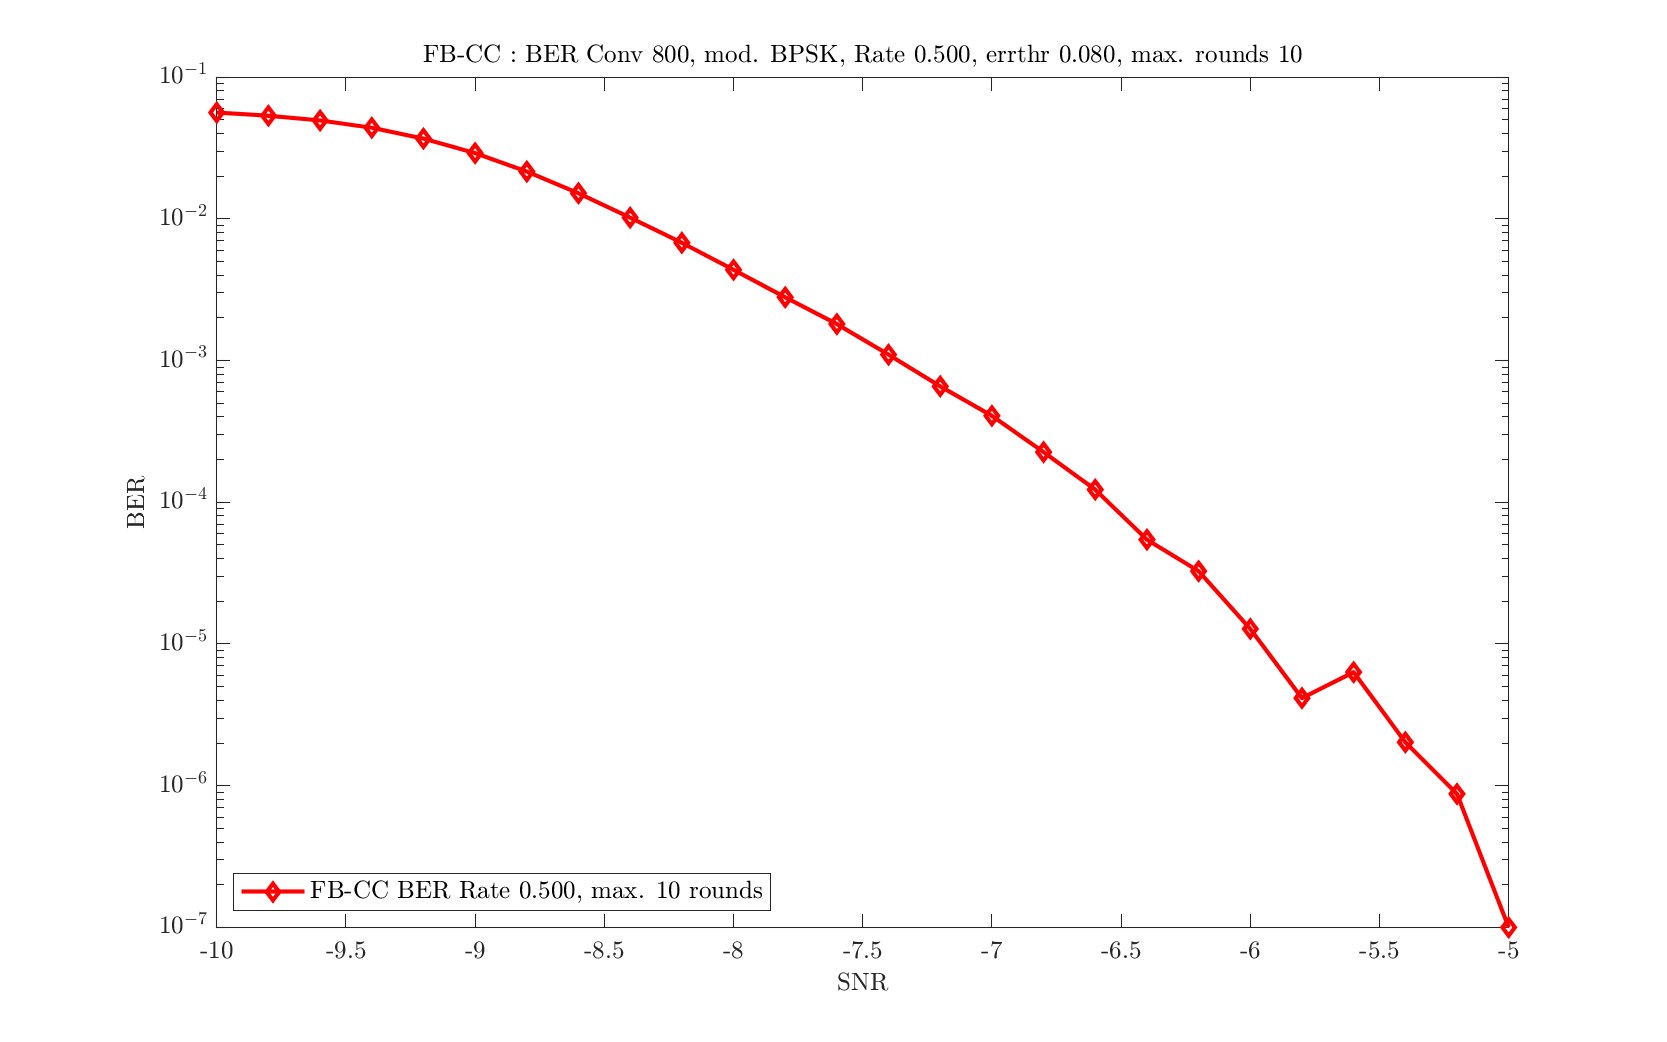 FB-CC : BER Conv 800, mod. BPSK, Rate 0.500, errthr 0.080, max. rounds 10
10⁻¹
10⁻²
10⁻³
10⁻⁴
10⁻⁵
10⁻⁶
10⁻⁷
BER
FB-CC BER Rate 0.500, max. 10 rounds
-10 -9.5 -9 -8.5 -8 -7.5 -7 -6.5 -6 -5.5 -5
SNR